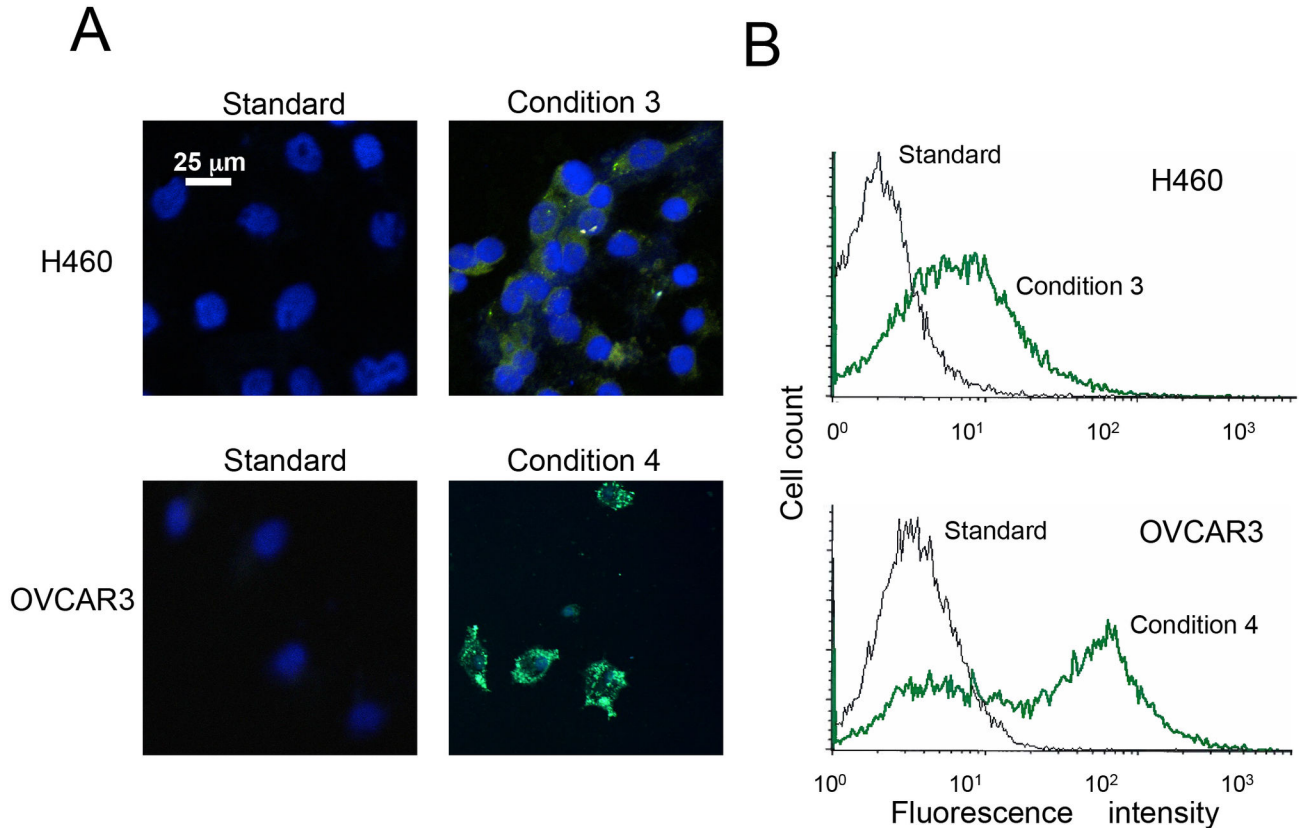 A
B
Standard
Condition 3
25 μm
H460
Standard
Condition 4
OVCAR3
Cell count
Standard
H460
Condition 3
0⁰ 10¹ 10² 10³
Standard
OVCAR3
Condition 4
10⁰ 10¹ 10² 10³
Fluorescence intensity